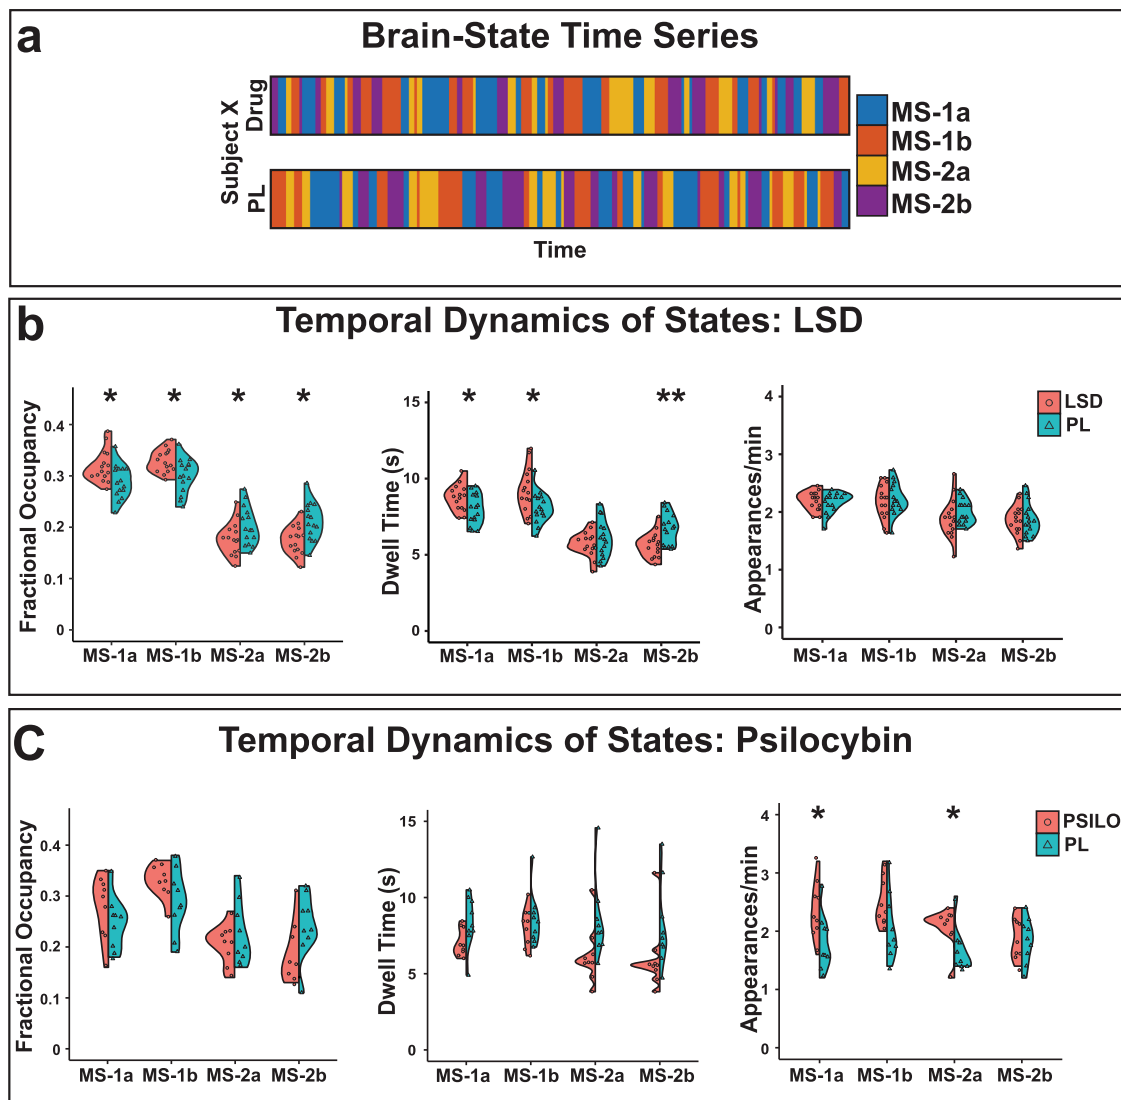 a
Brain-State Time Series
Subject X
Drug
PL
MS-1a
MS-1b
MS-2a
MS-2b
Time
b
Temporal Dynamics of States: LSD
Fractional Occupancy
0.4
0.3
0.2
0.1
0
* * * *
MS-1a MS-1b MS-2a MS-2b
Dwell Time (s)
15
10
5
0
* * **
MS-1a MS-1b MS-2a MS-2b
Appearances/min
4
3
2
1
0
MS-1a MS-1b MS-2a MS-2b
LSD
PL
C
Temporal Dynamics of States: Psilocybin
Fractional Occupancy
0.4
0.3
0.2
0.1
0
MS-1a MS-1b MS-2a MS-2b
Dwell Time (s)
15
10
5
0
MS-1a MS-1b MS-2a MS-2b
Appearances/min
4
3
2
1
0
* *
MS-1a MS-1b MS-2a MS-2b
PSILO
PL